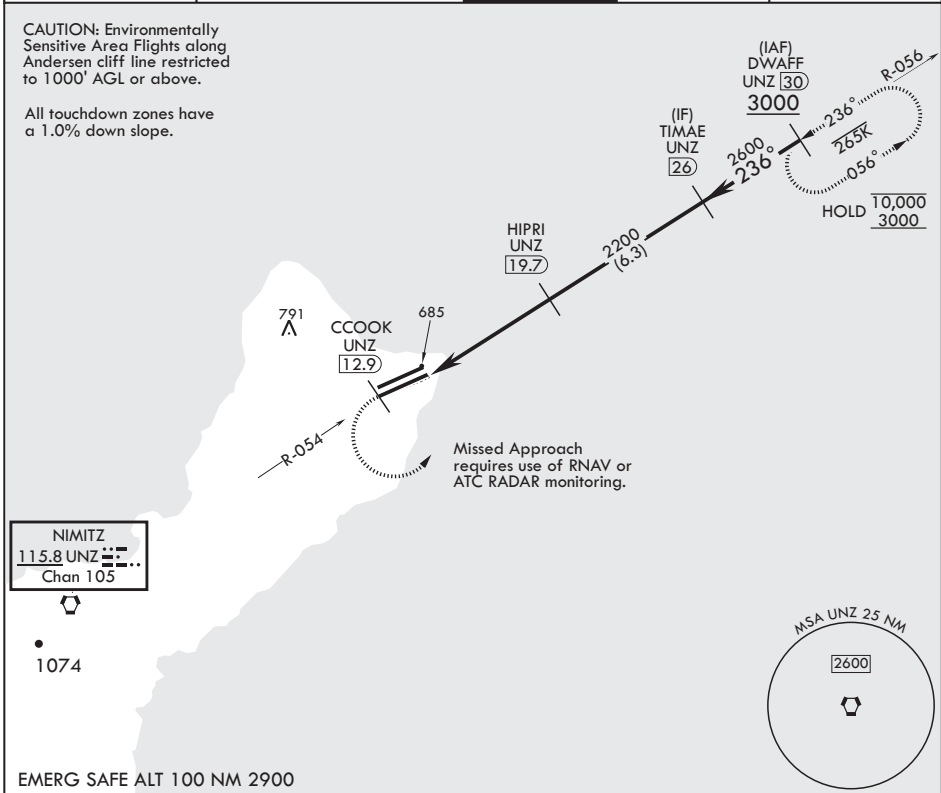 CAUTION: Environmentally
Sensitive Area Flights along
Andersen cliff line restricted
to 1000' AGL or above.
All touchdown zones have
a 1.0% down slope.
(IAF)
DWAFF
UNZ 30
3000
R-056
236°
265K
056°
HOLD 10,000
3000
(IF)
TIMAE
UNZ
26
2600
236°
HIPRI
UNZ
19.7
2200
(6.3)
791
CCOOK
UNZ
12.9
685
R-054
Missed Approach
requires use of RNAV or
ATC RADAR monitoring.
NIMITZ
115.8 UNZ
Chan 105
1074
MSA UNZ 25 NM
2600
EMERG SAFE ALT 100 NM 2900